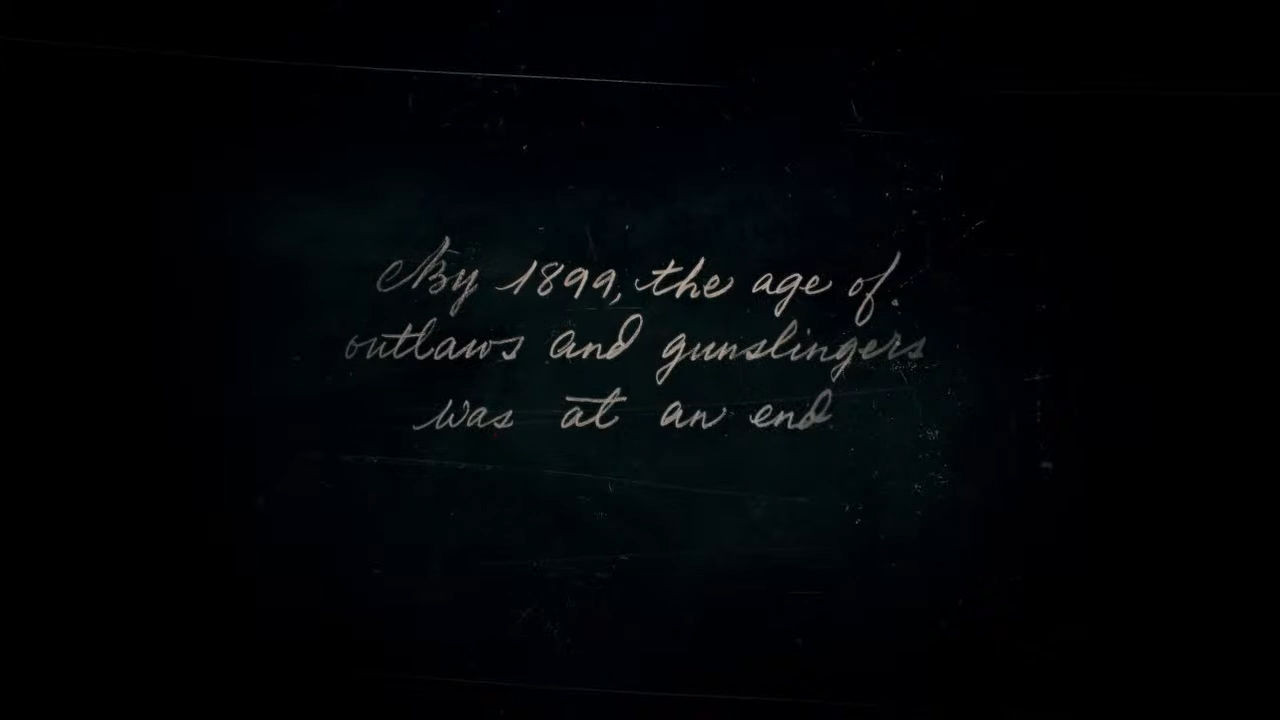 By 1899, the age of
outlaws and gunslingers
was at an end